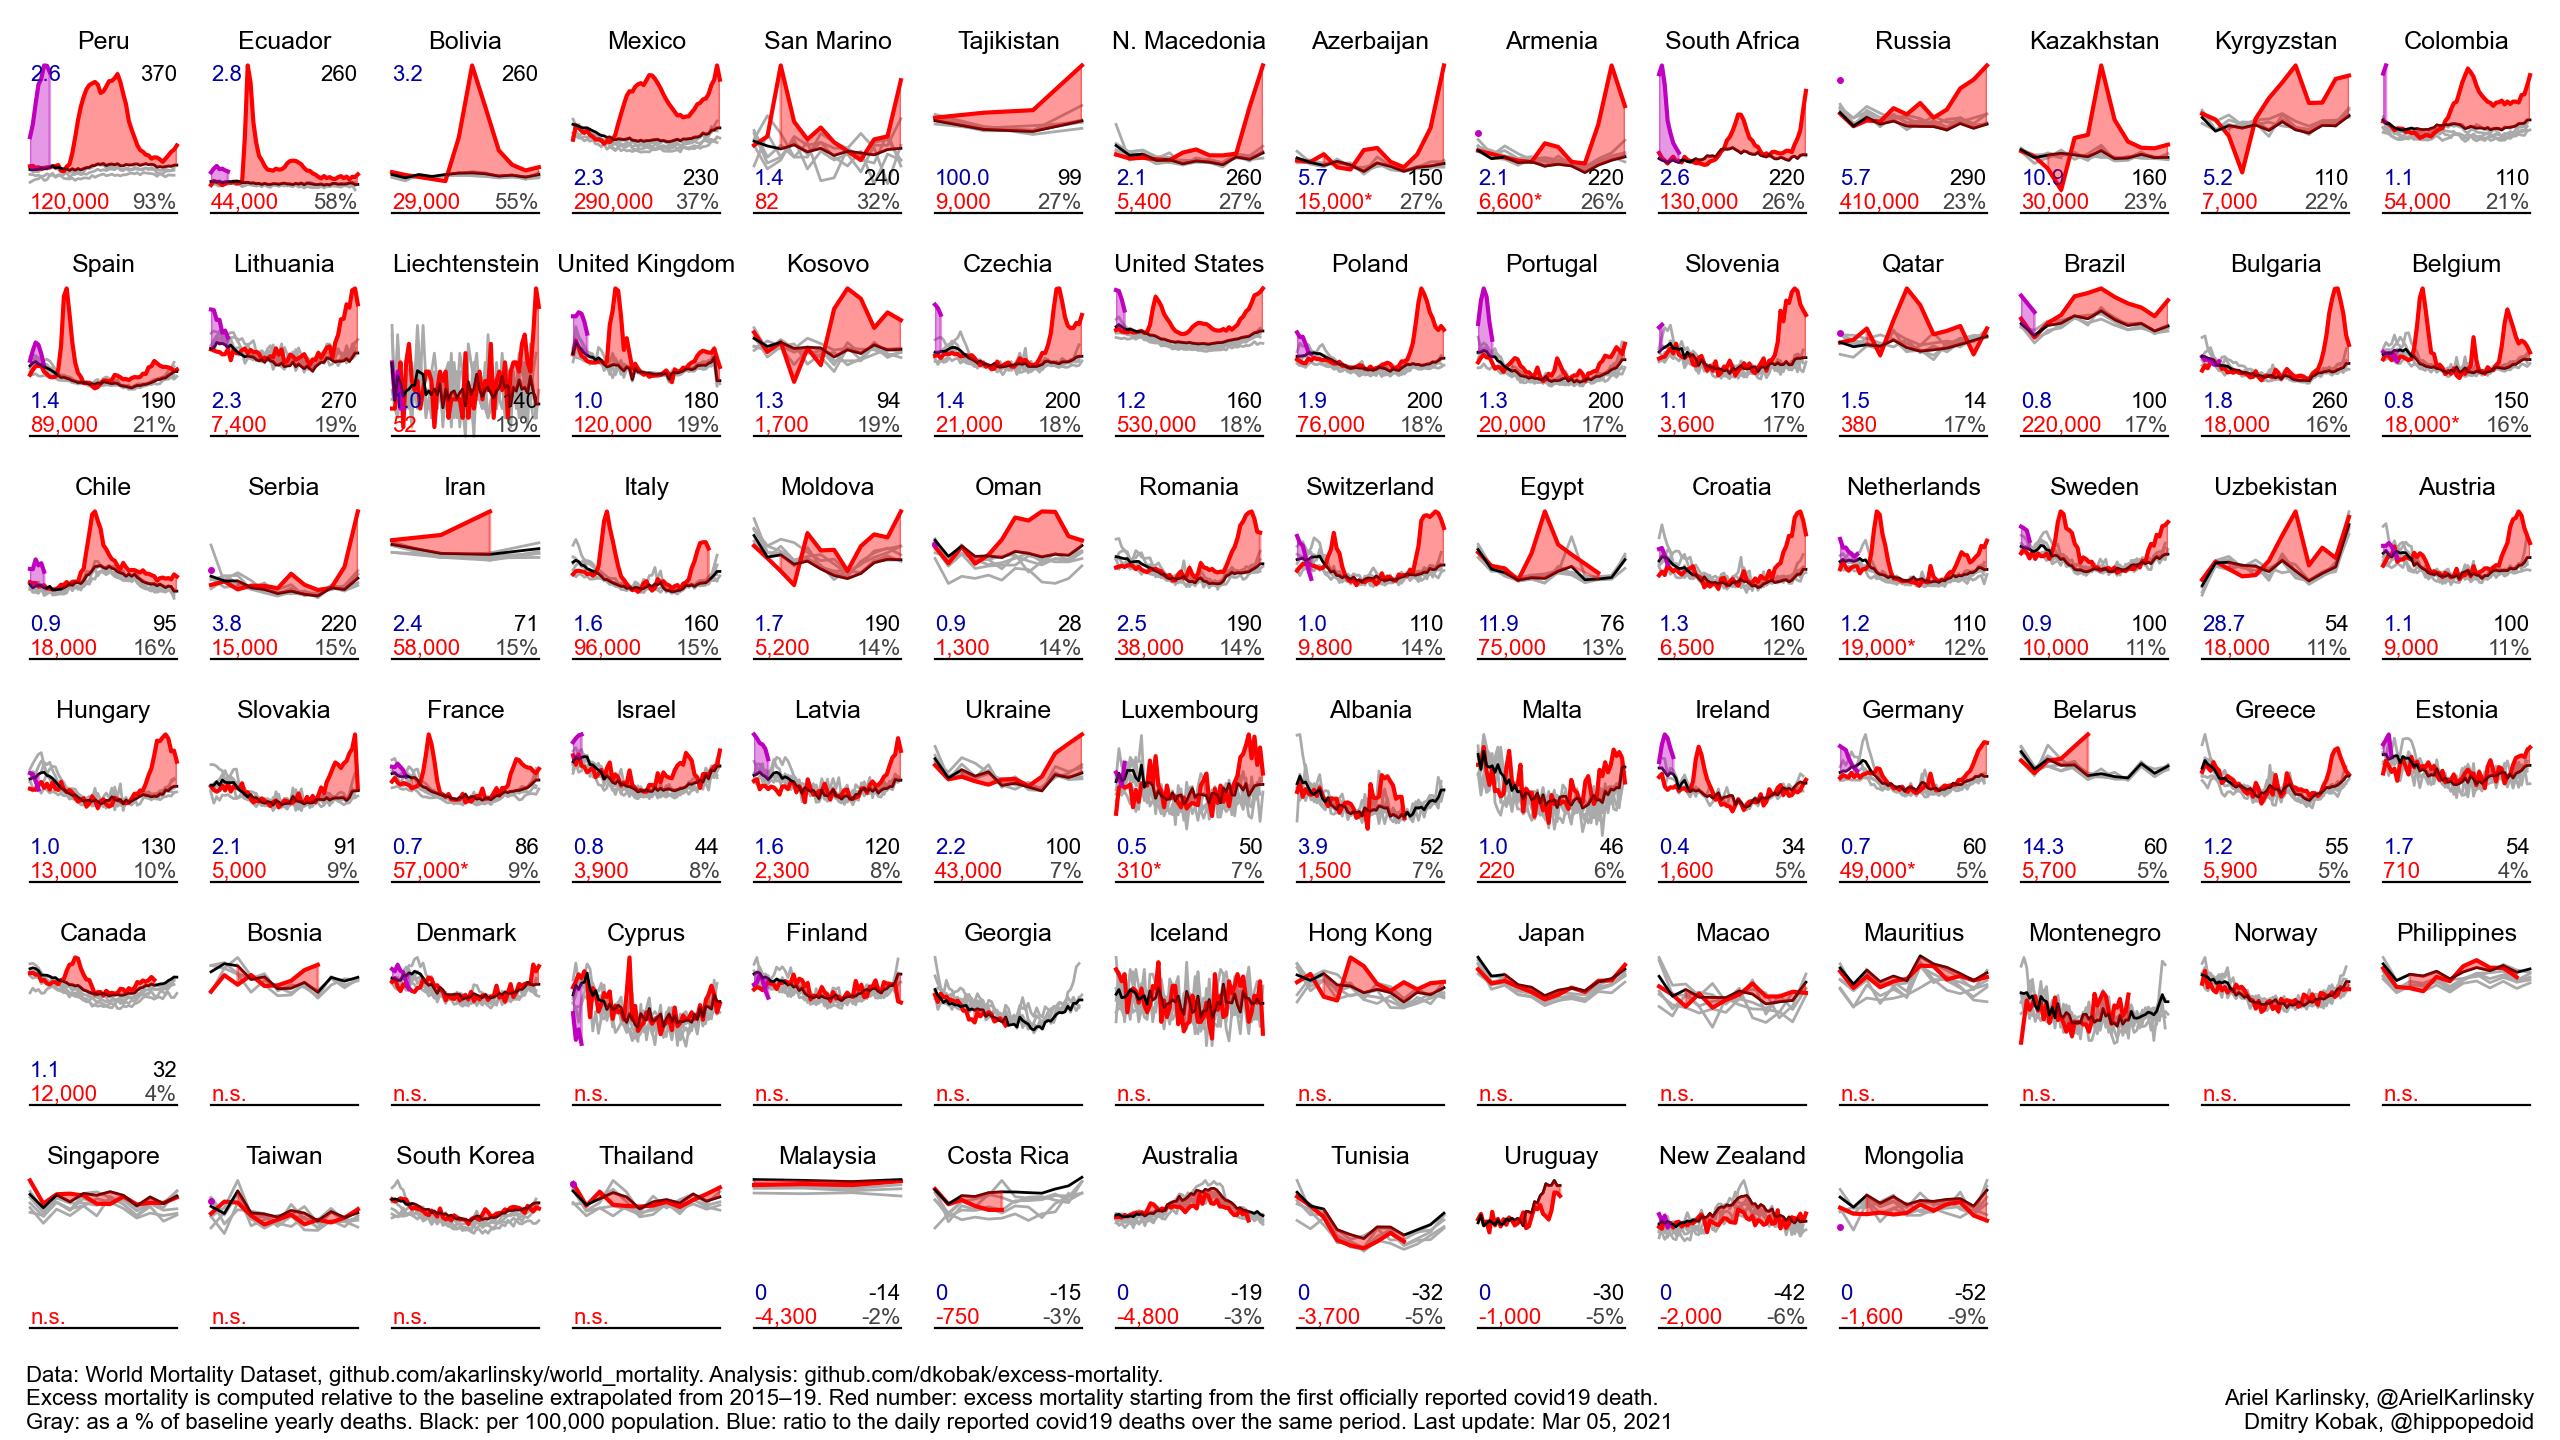 Peru Ecuador Bolivia Mexico San Marino Tajikistan N. Macedonia Azerbaijan Armenia South Africa Russia Kazakhstan Kyrgyzstan Colombia
2.6 370 2.8 260 3.2 260
2.3 230 1.4 240 100.0 99 2.1 260 5.7 150 2.1 220 2.6 220 5.7 290 10.9 160 5.2 110 1.1 110
120,000 93% 44,000 58% 29,000 55% 290,000 37% 82 32% 9,000 27% 5,400 27% 15,000* 27% 6,600* 26% 130,000 26% 410,000 23% 30,000 23% 7,000 22% 54,000 21%
Spain Lithuania Liechtenstein United Kingdom Kosovo Czechia United States Poland Portugal Slovenia Qatar Brazil Bulgaria Belgium
1.4 190 2.3 270 1.0 140 1.0 180 1.3 94 1.4 200 1.2 160 1.9 200 1.3 200 1.1 170 1.5 14 0.8 100 1.8 260 0.8 150
89,000 21% 7,400 19% 52 19% 120,000 19% 1,700 19% 21,000 18% 530,000 18% 76,000 18% 20,000 17% 3,600 17% 380 17% 220,000 17% 18,000 16% 18,000* 16%
Chile Serbia Iran Italy Moldova Oman Romania Switzerland Egypt Croatia Netherlands Sweden Uzbekistan Austria
0.9 95 3.8 220 2.4 71 1.6 160 1.7 190 0.9 28 2.5 190 1.0 110 11.9 76 1.3 160 1.2 110 0.9 100 28.7 54 1.1 100
18,000 16% 15,000 15% 58,000 15% 96,000 15% 5,200 14% 1,300 14% 38,000 14% 9,800 14% 75,000 13% 6,500 12% 19,000* 12% 10,000 11% 18,000 11% 9,000 11%
Hungary Slovakia France Israel Latvia Ukraine Luxembourg Albania Malta Ireland Germany Belarus Greece Estonia
1.0 130 2.1 91 0.7 86 0.8 44 1.6 120 2.2 100 0.5 50 3.9 52 1.0 46 0.4 34 0.7 60 14.3 60 1.2 55 1.7 54
13,000 10% 5,000 9% 57,000* 9% 3,900 8% 2,300 8% 43,000 7% 310* 7% 1,500 7% 220 6% 1,600 5% 49,000* 5% 5,700 5% 5,900 5% 710 4%
Canada Bosnia Denmark Cyprus Finland Georgia Iceland Hong Kong Japan Macao Mauritius Montenegro Norway Philippines
1.1 32
12,000 4% n.s. n.s. n.s. n.s. n.s. n.s. n.s. n.s. n.s. n.s. n.s. n.s. n.s.
Singapore Taiwan South Korea Thailand Malaysia Costa Rica Australia Tunisia Uruguay New Zealand Mongolia
0 -14 0 -15 0 -19 0 -32 0 -30 0 -42 0 -52
n.s. n.s. n.s. n.s. -4,300 -2% -750 -3% -4,800 -3% -3,700 -5% -1,000 -5% -2,000 -6% -1,600 -9%
Data: World Mortality Dataset, github.com/akarlinsky/world_mortality. Analysis: github.com/dkobak/excess-mortality.
Excess mortality is computed relative to the baseline extrapolated from 2015–19. Red number: excess mortality starting from the first officially reported covid19 death.
Gray: as a % of baseline yearly deaths. Black: per 100,000 population. Blue: ratio to the daily reported covid19 deaths over the same period. Last update: Mar 05, 2021
Ariel Karlinsky, @ArielKarlinsky
Dmitry Kobak, @hippopedoid